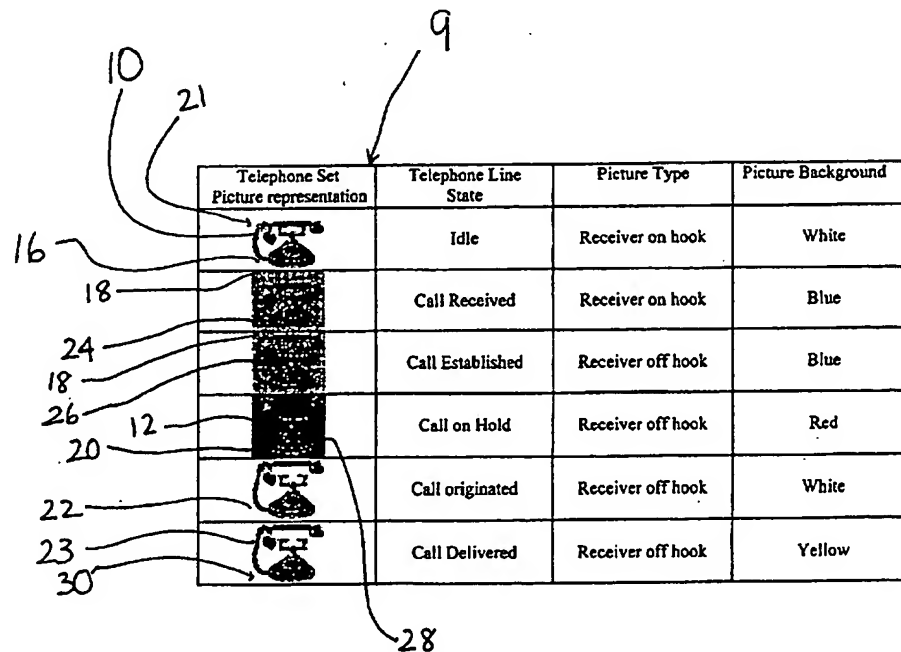 9
10
21
Telephone Set Picture representation
Telephone Line State
Picture Type
Picture Background
16
Idle
Receiver on hook
White
18
24
Call Received
Receiver on hook
Blue
18
26
Call Established
Receiver off hook
Blue
12
20
Call on Hold
Receiver off hook
Red
22
Call originated
Receiver off hook
White
23
30
Call Delivered
Receiver off hook
Yellow
28